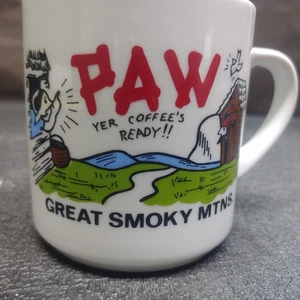 PAW
YER COFFEE'S
READY!!
GREAT SMOKY MTNS.